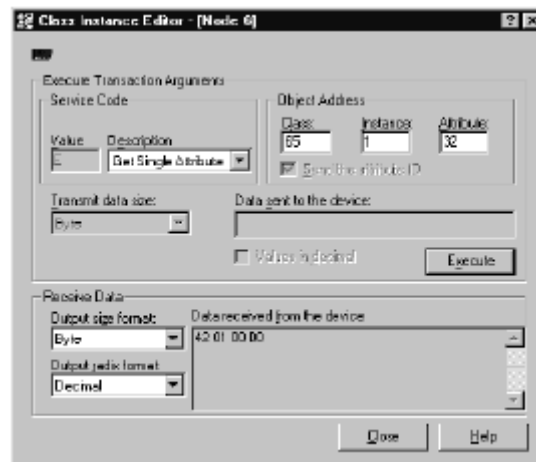 Class Instance Editor - [Node 6]
Execute Transaction Arguments
Service Code
Value
Description
E
Get Single Attribute
Object Address
Class:
65
Instance:
1
Attribute:
32
Send the attribute ID
Transmit data size:
Byte
Data sent to the device:
Values in decimal
Execute
Receive Data
Output size format:
Byte
Output radix format:
Decimal
Data received from the device:
42 01 00 00
Close
Help